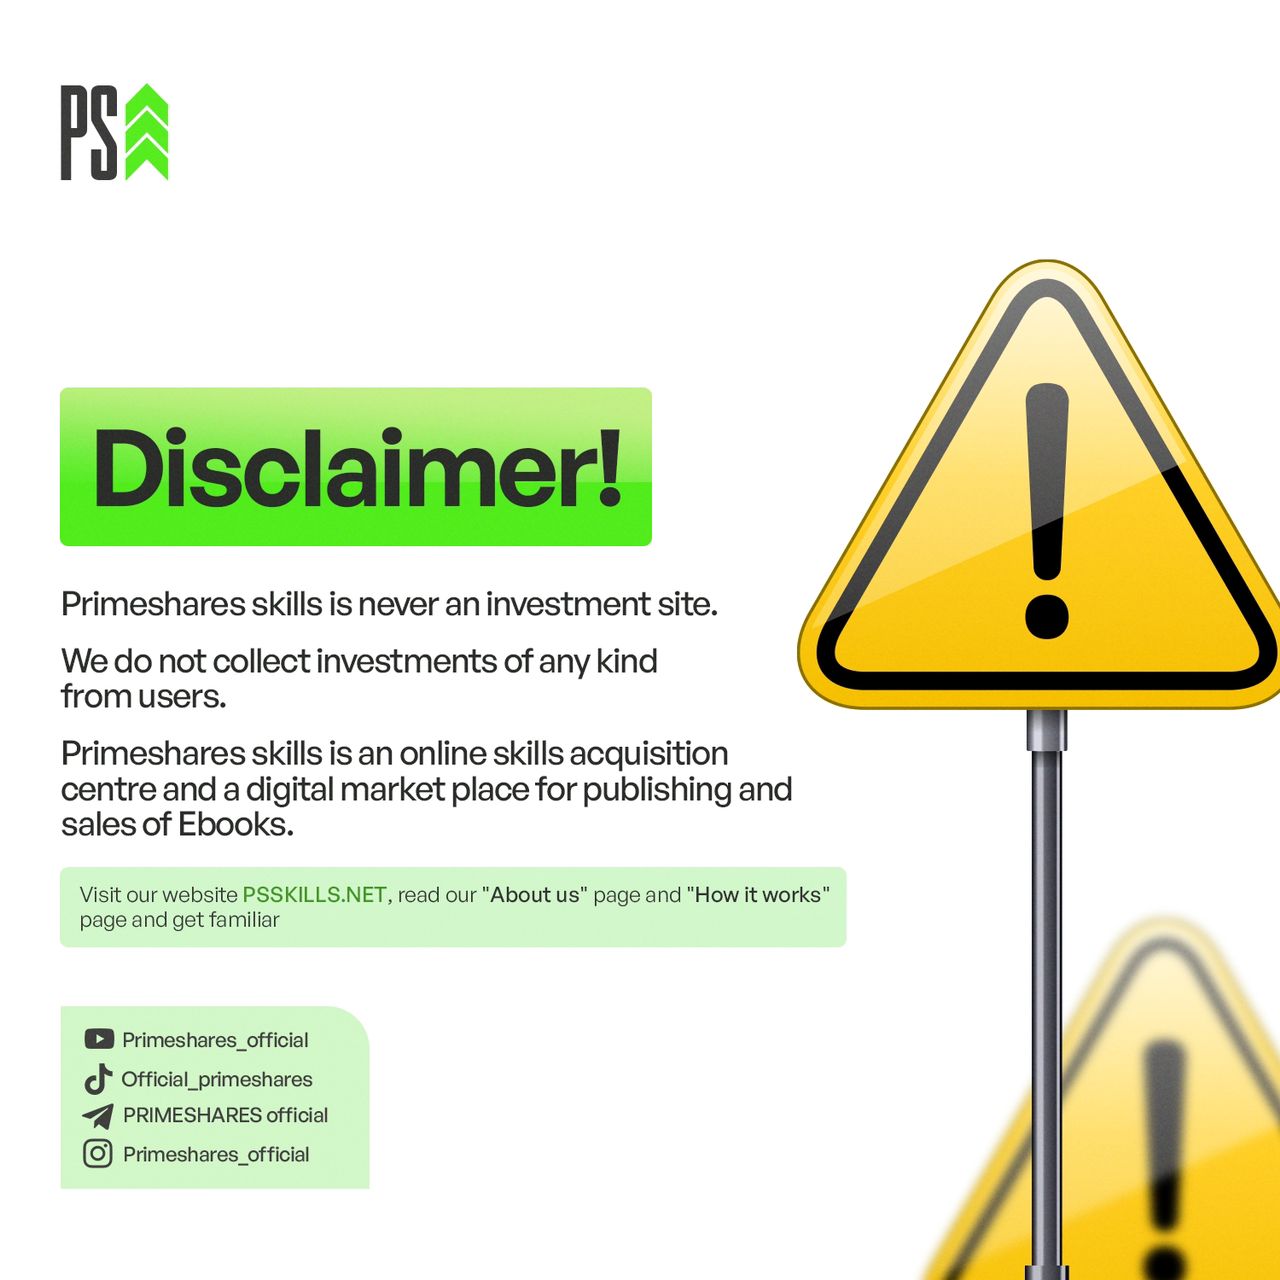 PS
Disclaimer!
Primeshares skills is never an investment site.
We do not collect investments of any kind
from users.
Primeshares skills is an online skills acquisition
centre and a digital market place for publishing and
sales of Ebooks.
Visit our website PSSKILLS.NET, read our "About us" page and "How it works"
page and get familiar
Primeshares_official
Official_primeshares
PRIMESHARES official
Primeshares_official